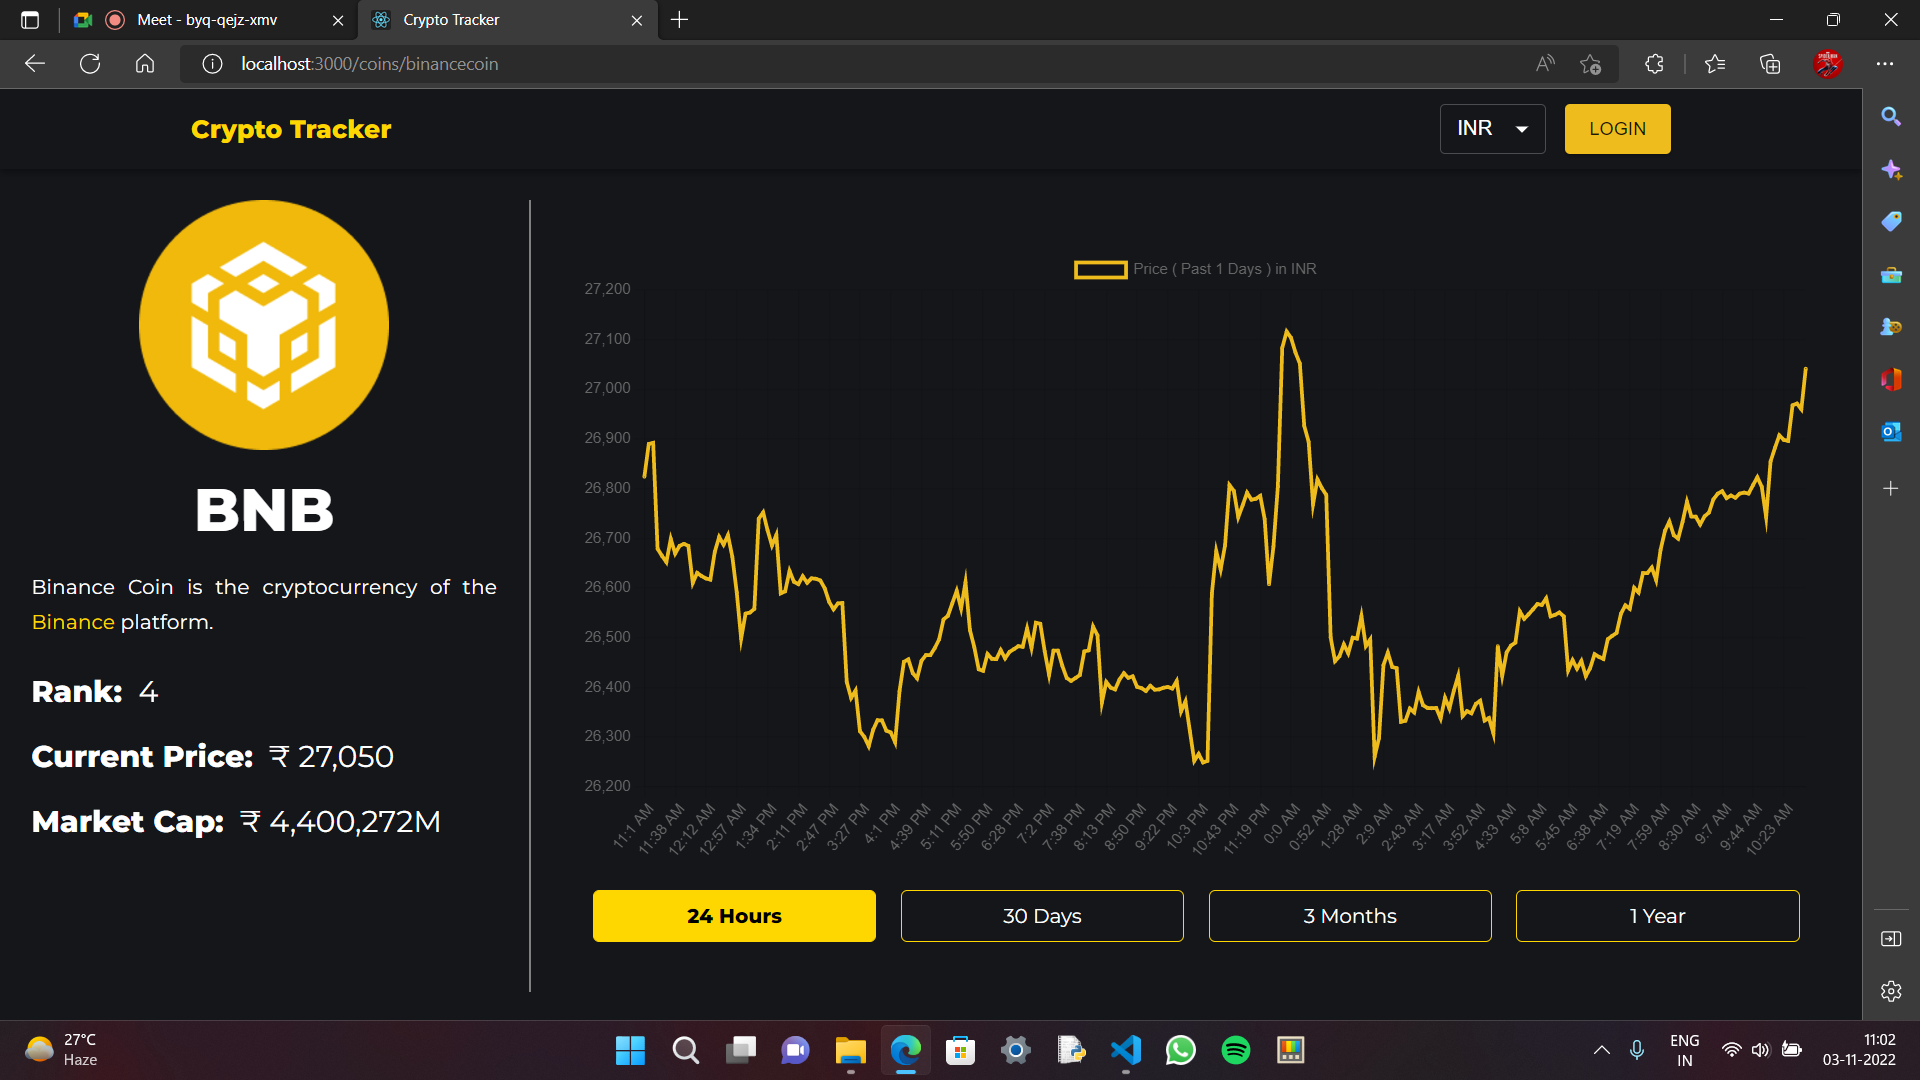 Meet - byq-qejz-xmv
Crypto Tracker
localhost:3000/coins/binancecoin
Crypto Tracker
INR
LOGIN
BNB
Binance Coin is the cryptocurrency of the
Binance platform.
Rank: 4
Current Price: ₹ 27,050
Market Cap: ₹ 4,400,272M
Price ( Past 1 Days ) in INR
27,200
27,100
27,000
26,900
26,800
26,700
26,600
26,500
26,400
26,300
26,200
11:1 AM
11:38 AM
12:12 AM
12:57 AM
1:34 PM
2:11 PM
2:47 PM
3:27 PM
4:1 PM
4:39 PM
5:11 PM
5:50 PM
6:28 PM
7:2 PM
7:38 PM
8:13 PM
8:50 PM
9:22 PM
10:3 PM
10:43 PM
11:19 PM
0:0 AM
0:52 AM
1:28 AM
2:9 AM
2:43 AM
3:17 AM
3:52 AM
4:33 AM
5:8 AM
5:45 AM
6:38 AM
7:19 AM
7:59 AM
8:30 AM
9:7 AM
9:44 AM
10:23 AM
24 Hours
30 Days
3 Months
1 Year
27°C
Haze
ENG
IN
11:02
03-11-2022